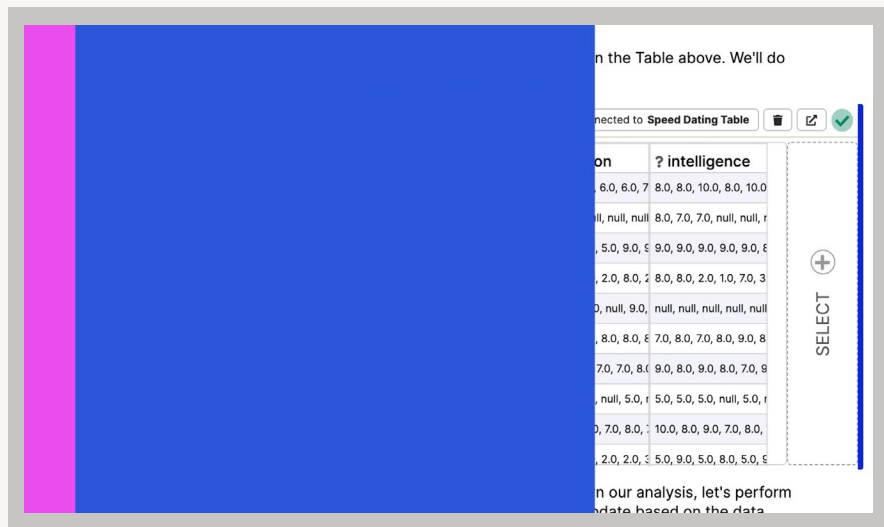 n the Table above. We'll do
nected to Speed Dating Table
on ? intelligence
, 6.0, 6.0, 7 8.0, 8.0, 10.0, 8.0, 10.0
ll, null, null 8.0, 7.0, 7.0, null, null, r
, 5.0, 9.0, 9 9.0, 9.0, 9.0, 9.0, 9.0, 8
, 2.0, 8.0, 2 8.0, 8.0, 2.0, 1.0, 7.0, 3
0, null, 9.0, null, null, null, null, null
, 8.0, 8.0, 8 7.0, 8.0, 7.0, 8.0, 9.0, 8
7.0, 7.0, 8.0 9.0, 8.0, 9.0, 8.0, 7.0, 9
, null, 5.0, r 5.0, 5.0, 5.0, null, 5.0, r
0, 7.0, 8.0, 10.0, 8.0, 9.0, 7.0, 8.0,
, 2.0, 2.0, 3 5.0, 9.0, 5.0, 8.0, 5.0, 9
SELECT
n our analysis, let's perform
ndate based on the data